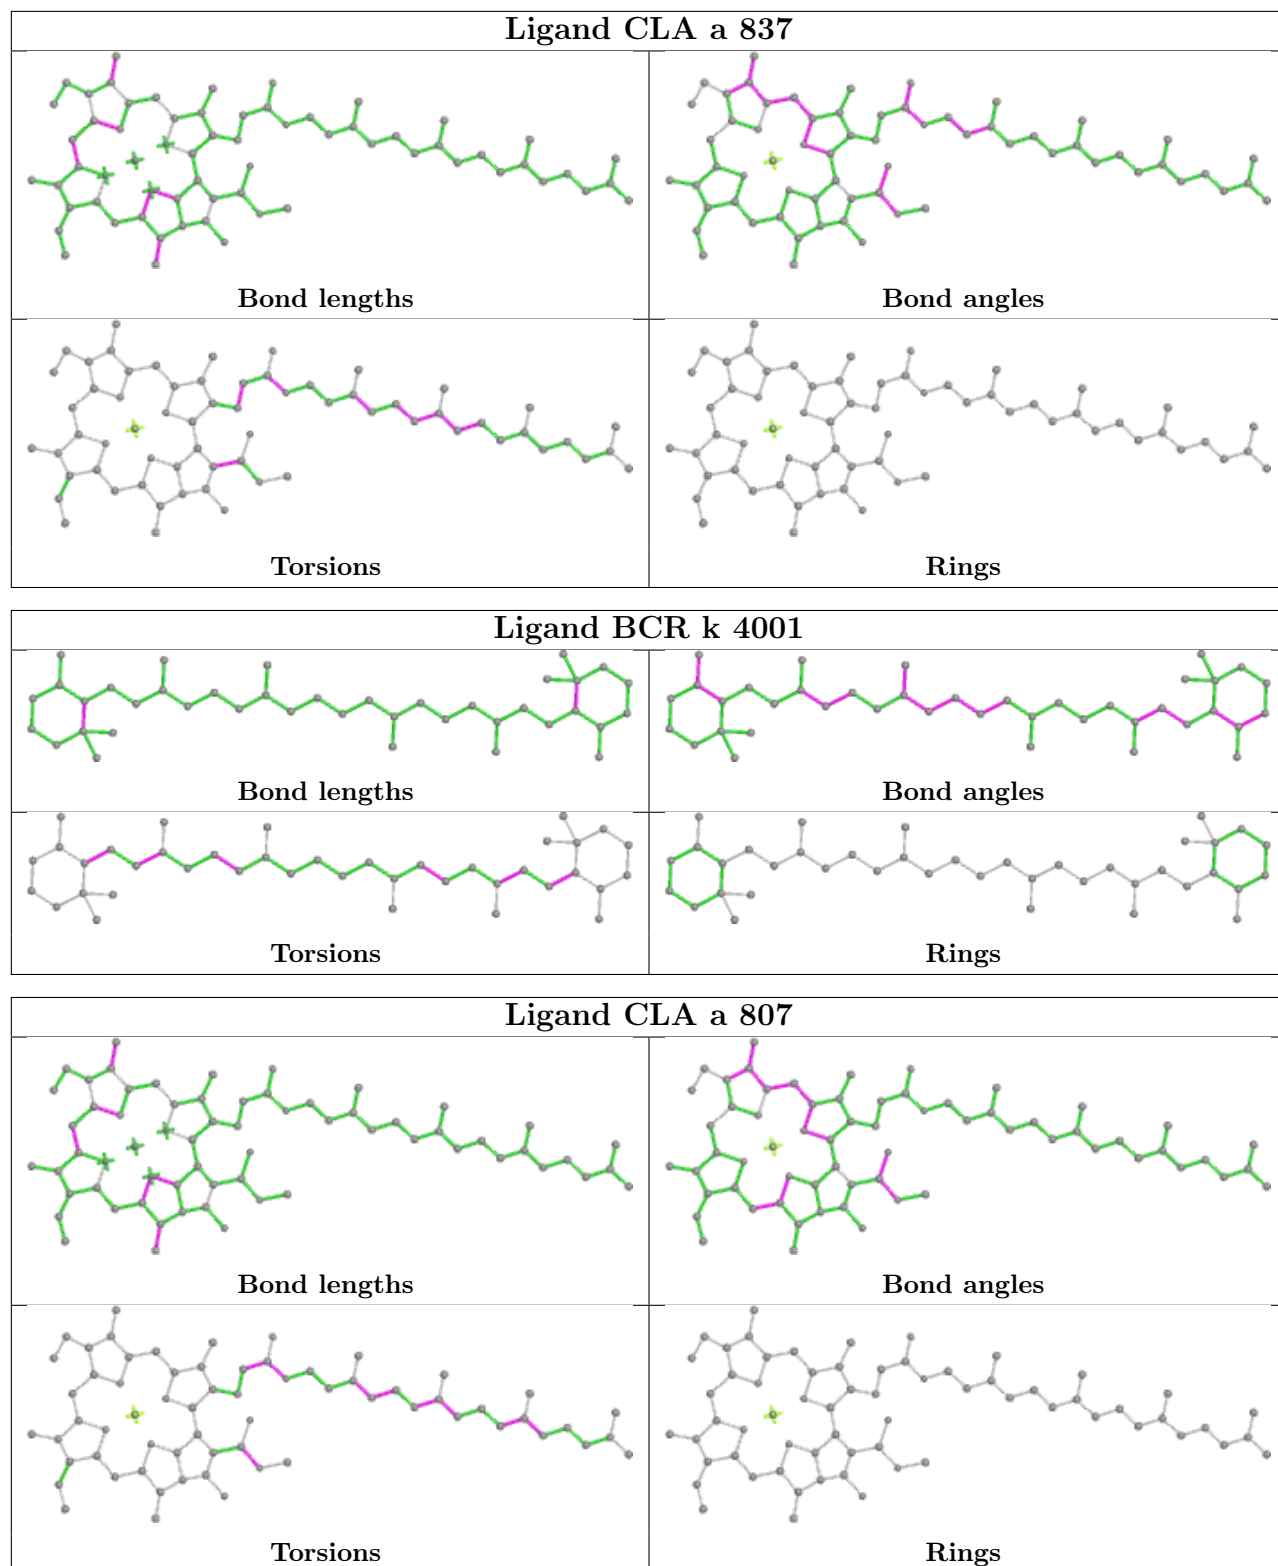 Ligand CLA a 837
Bond lengths
Bond angles
Torsions
Rings
Ligand BCR k 4001
Bond lengths
Bond angles
Torsions
Rings
Ligand CLA a 807
Bond lengths
Bond angles
Torsions
Rings